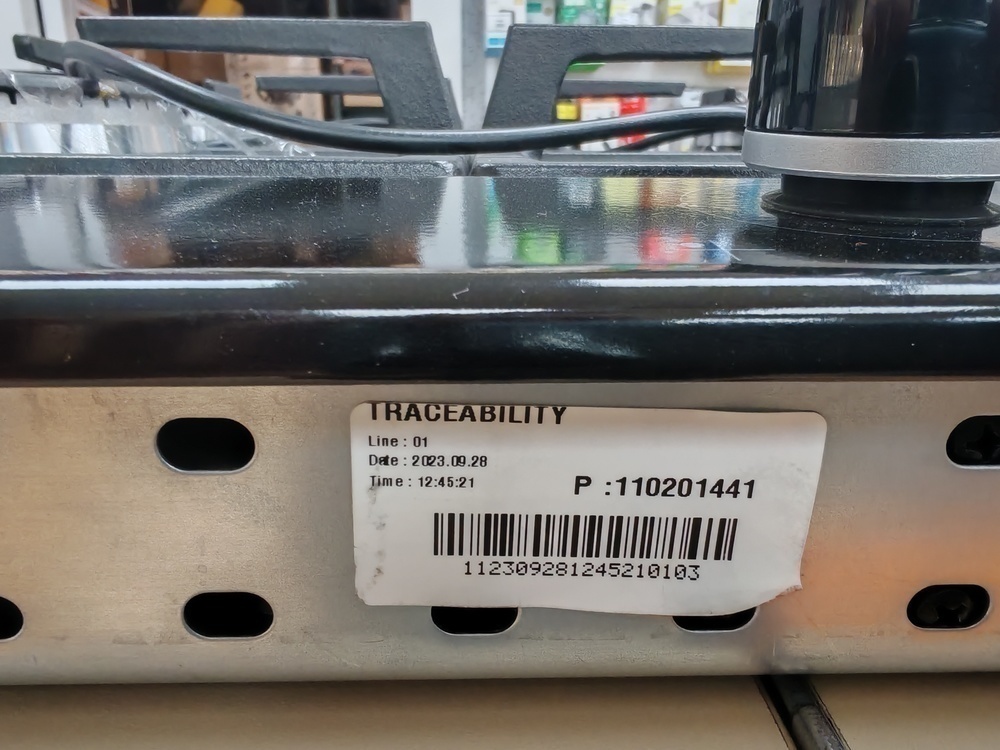 TRACEABILITY
Line : 01
Date : 2023.09.28
Time : 12:45:21
P :110201441
112309281245210103